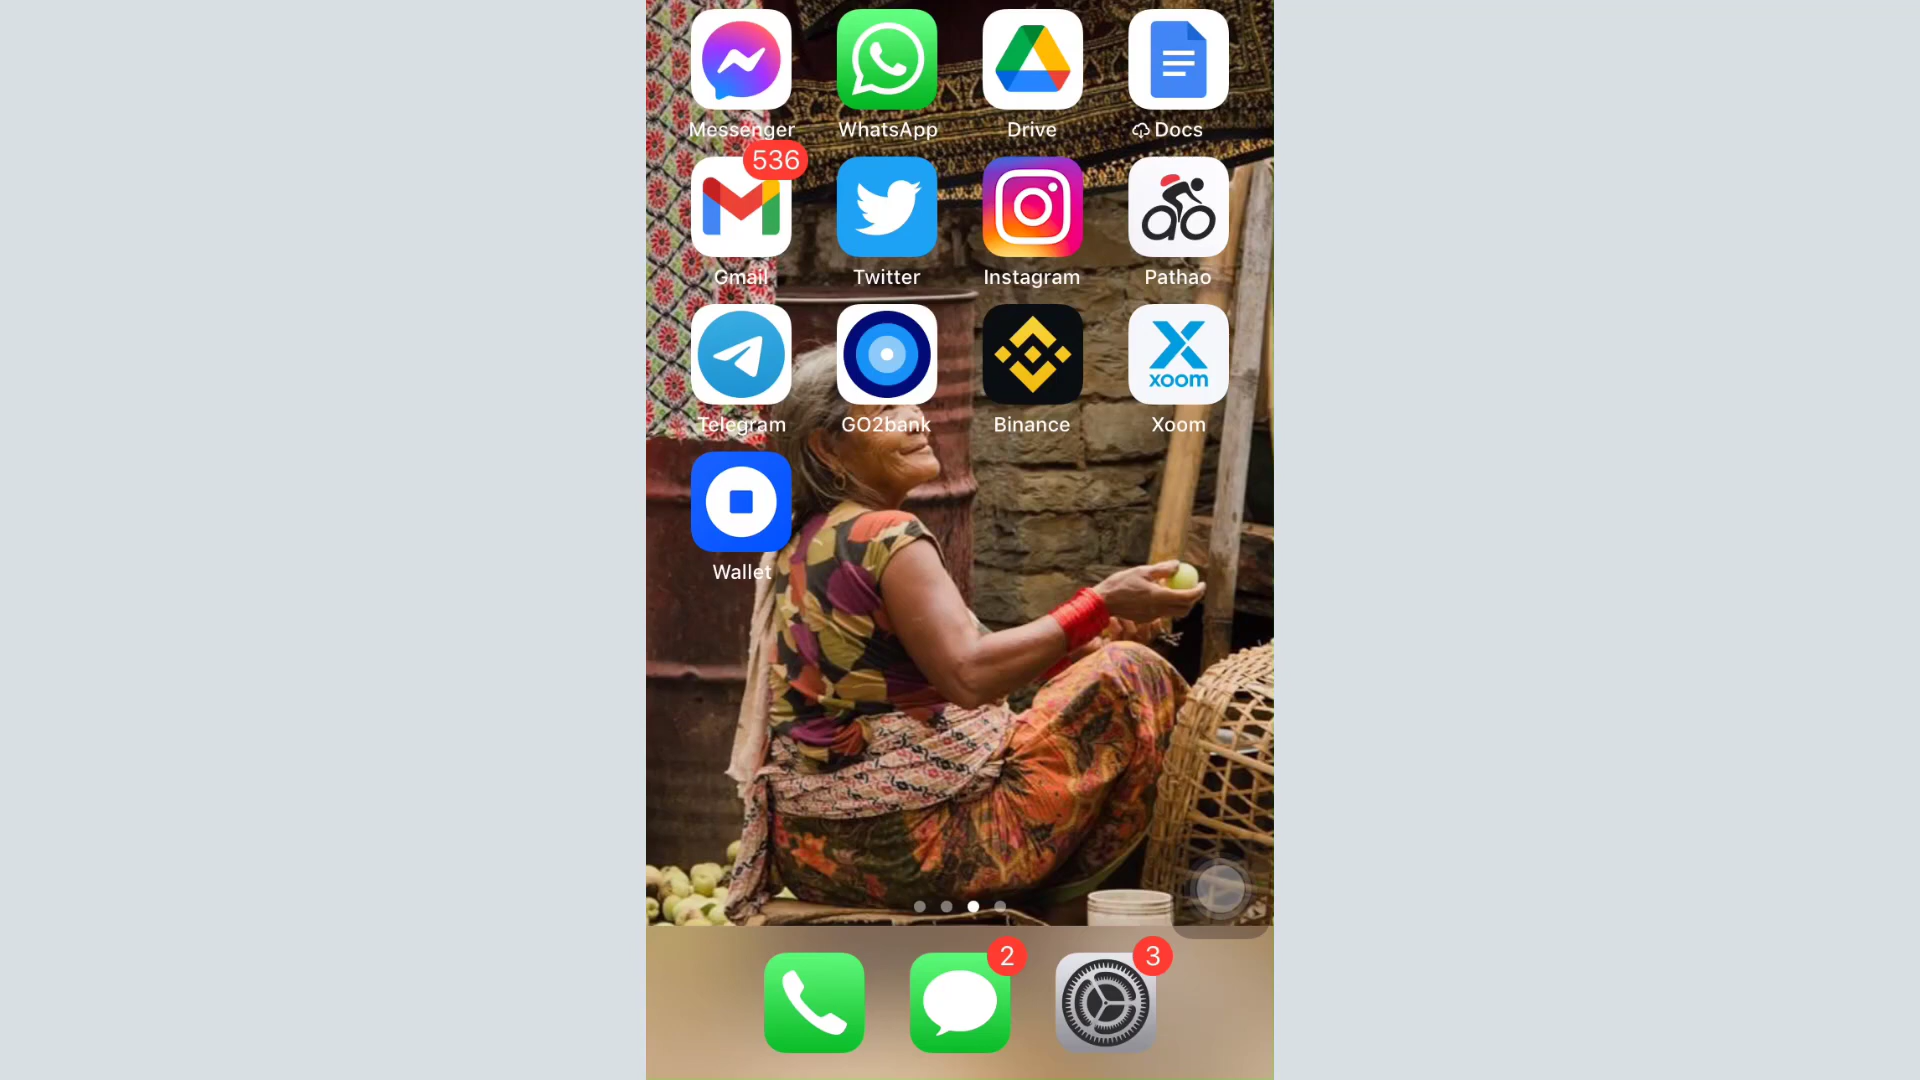 Messenger WhatsApp Drive Docs
536
Gmail Twitter Instagram Pathao
xoom
Telegram GO2bank Binance Xoom
Wallet
2 3